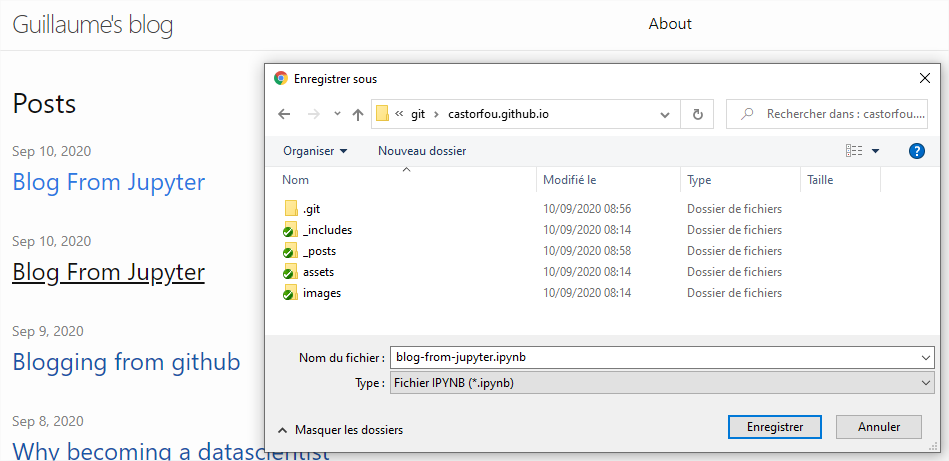 Guillaume's blog
About
Posts
Sep 10, 2020
Blog From Jupyter
Sep 10, 2020
Blog From Jupyter
Sep 9, 2020
Blogging from github
Sep 8, 2020
Why becoming a datascientist
Enregistrer sous
« git › castorfou.github.io
Rechercher dans : castorfou....
Organiser
Nouveau dossier
Nom Modifié le Type Taille
.git 10/09/2020 08:56 Dossier de fichiers
_includes 10/09/2020 08:14 Dossier de fichiers
_posts 10/09/2020 08:58 Dossier de fichiers
assets 10/09/2020 08:14 Dossier de fichiers
images 10/09/2020 08:14 Dossier de fichiers
Nom du fichier : blog-from-jupyter.ipynb
Type : Fichier IPYNB (*.ipynb)
Masquer les dossiers
Enregistrer
Annuler